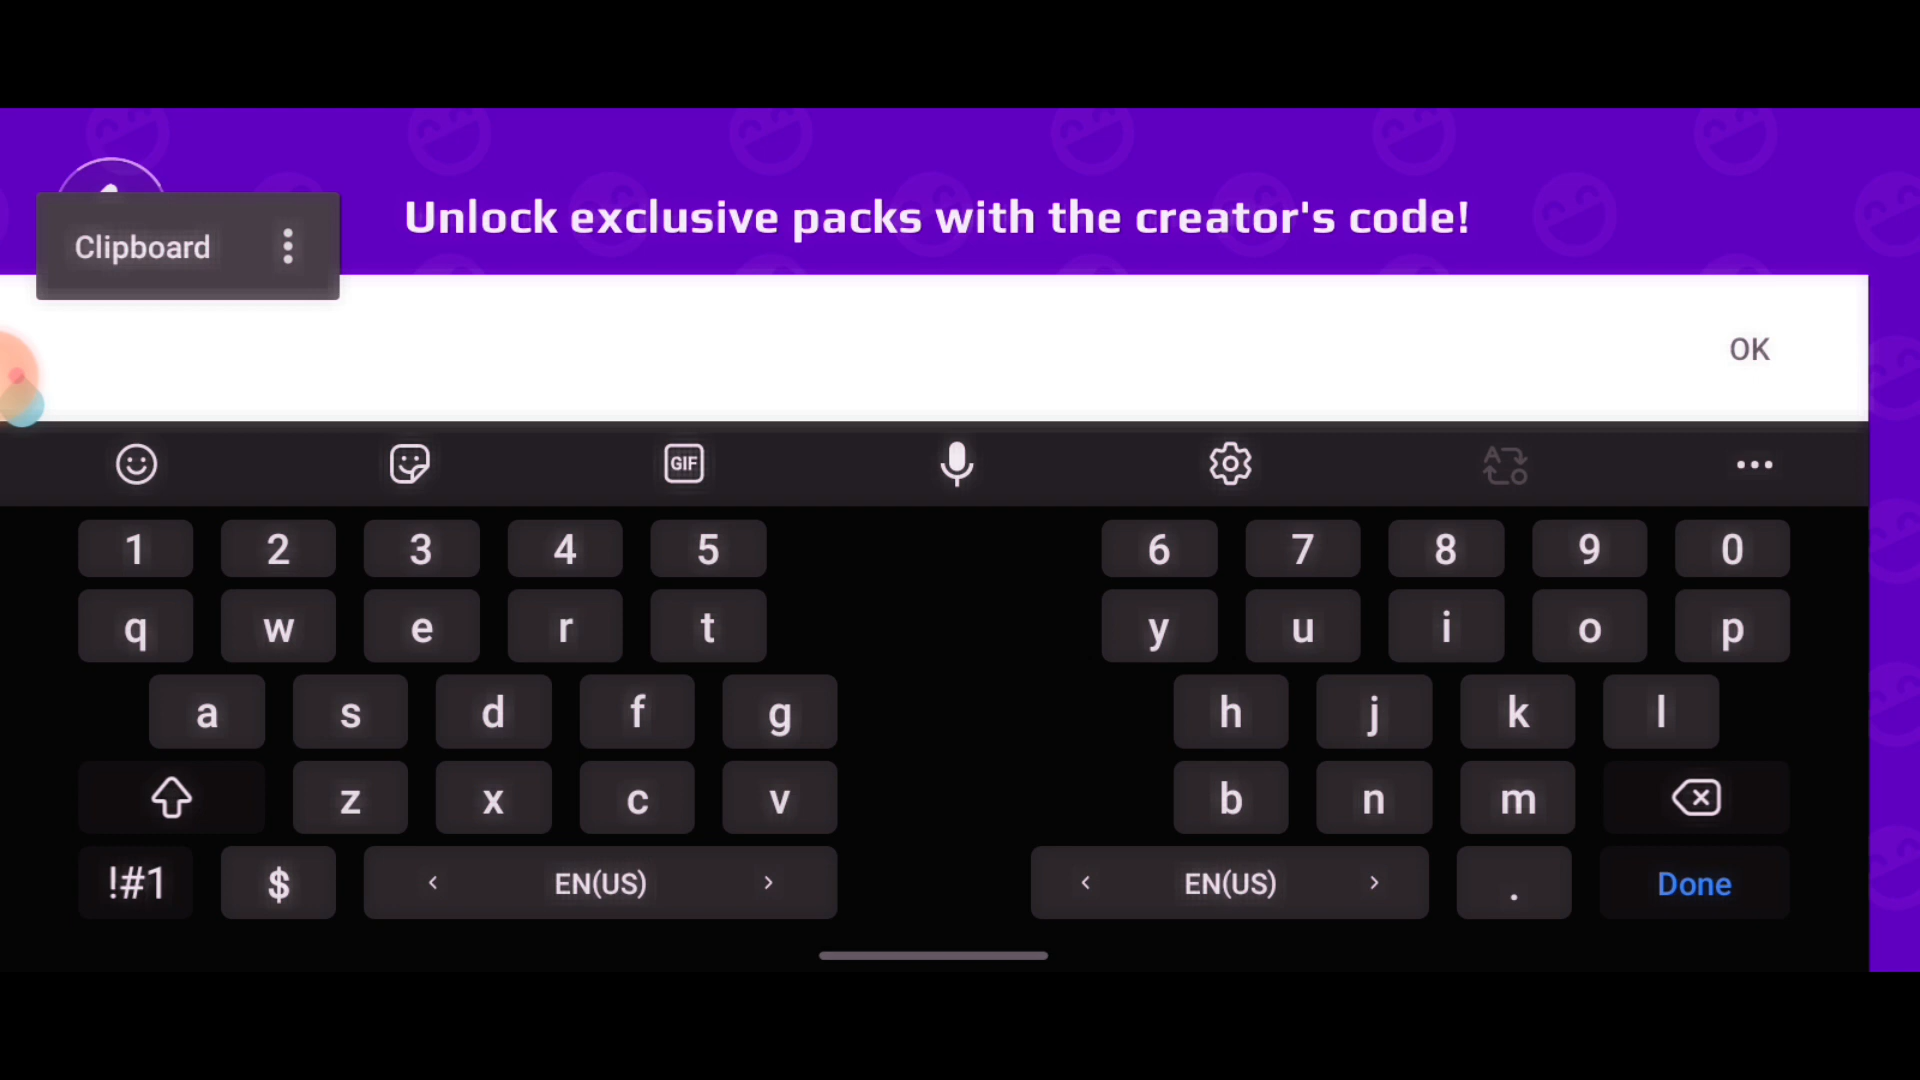 Unlock exclusive packs with the creator's code!
Clipboard
OK
GIF
1 2 3 4 5 6 7 8 9 0
q w e r t y u i o p
a s d f g h j k l
z x c v b n m
!#1 $ < EN(US) > < EN(US) > . Done